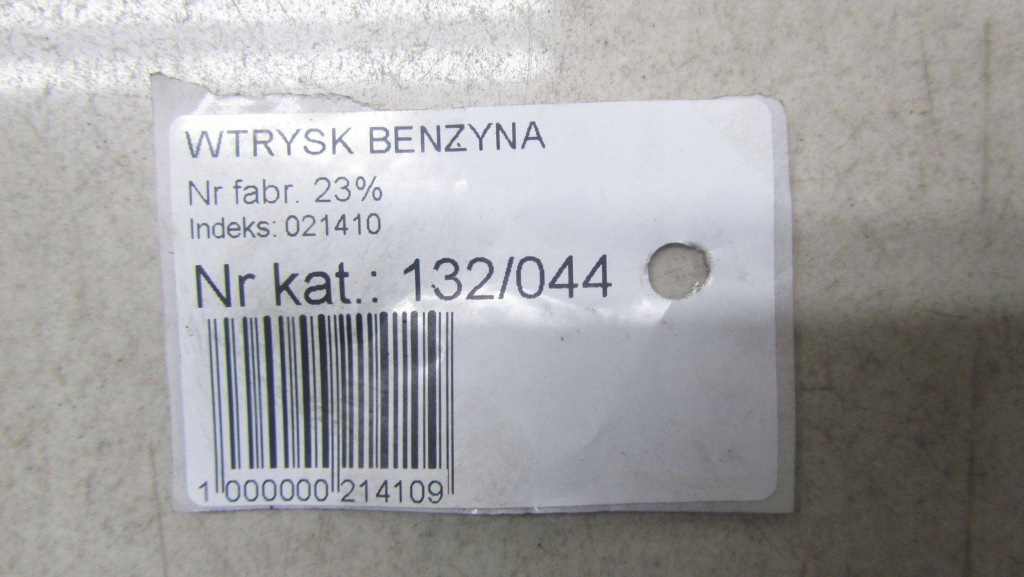 WTRYSK BENZYNA
Nr fabr. 23%
Indeks: 021410
Nr kat.: 132/044
1 000000 214109